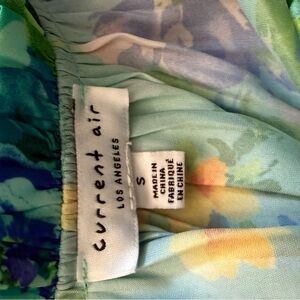 current air
LOS ANGELES
S
MADE IN
CHINA
FABRIQUÉ
EN CHINE